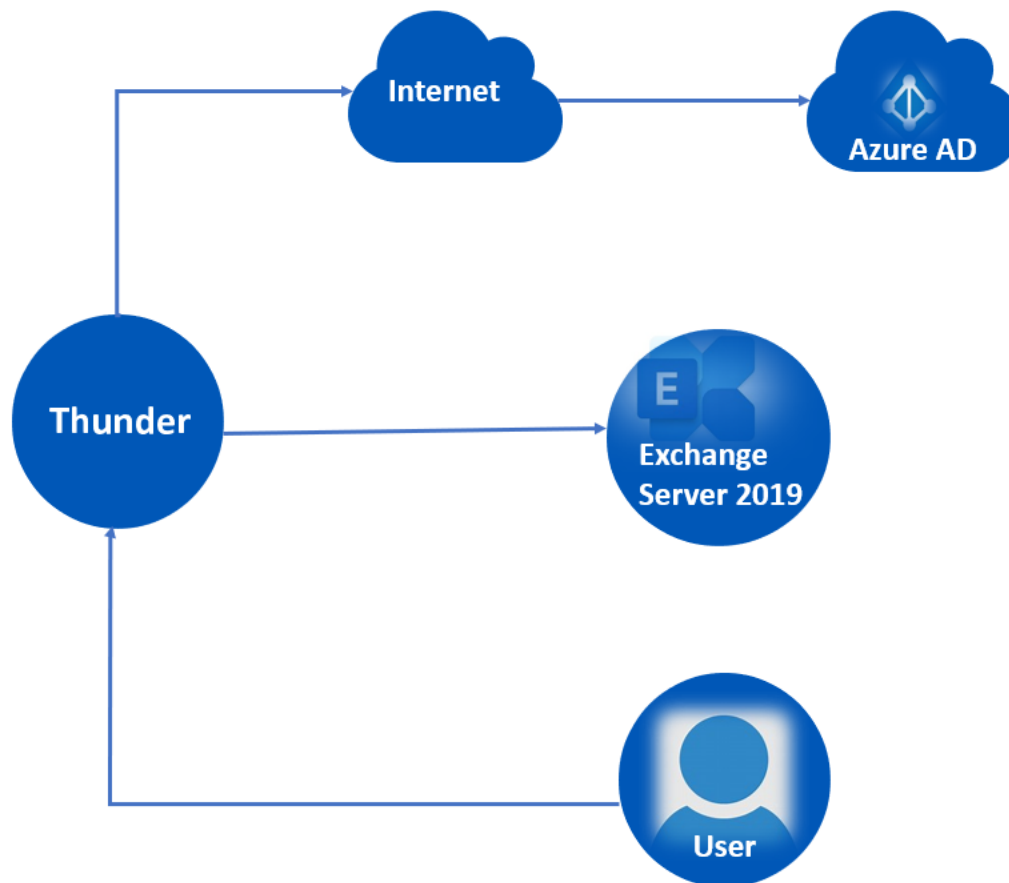 Internet
Azure AD
Thunder
E
Exchange
Server 2019
User